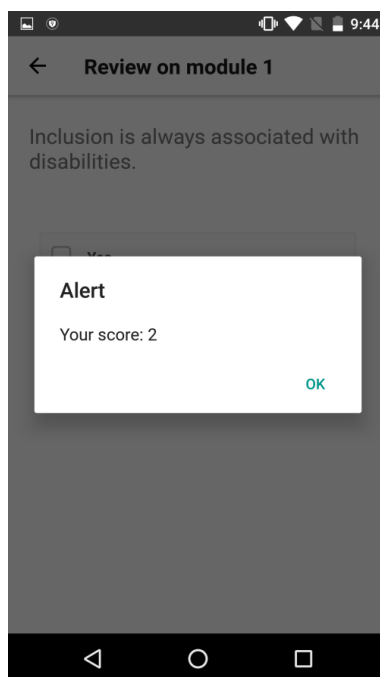 9:44
Review on module 1
Inclusion is always associated with
disabilities.
Alert
Your score: 2
OK